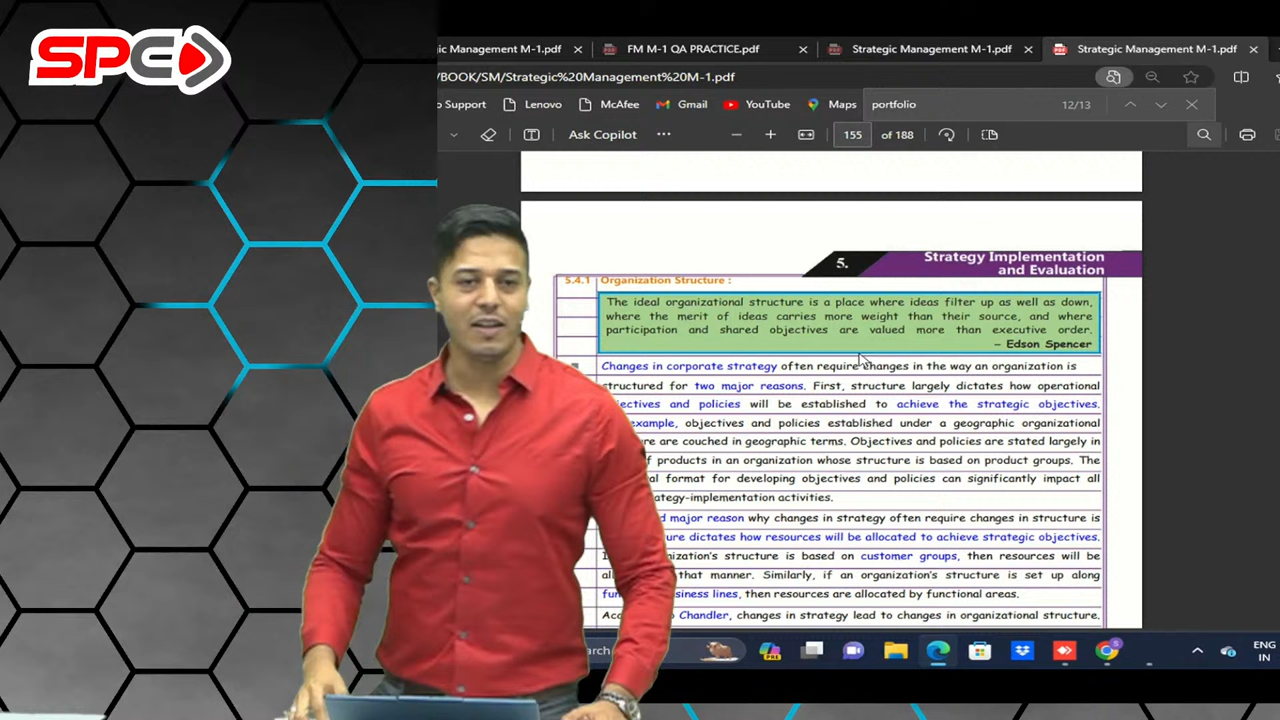 SPC
ic Management M-1.pdf
FM M-1 QA PRACTICE.pdf
Strategic Management M-1.pdf
Strategic Management M-1.pdf
/BOOK/SM/Strategic%20Management%20M-1.pdf
o Support
Lenovo
McAfee
Gmail
YouTube
Maps
portfolio
12/13
Ask Copilot
155
of 188
5.
Strategy Implementation
and Evaluation
5.4.1 Organization Structure :
The ideal organizational structure is a place where ideas filter up as well as down,
where the merit of ideas carries more weight than their source, and where
participation and shared objectives are valued more than executive order.
– Edson Spencer
Changes in corporate strategy often require changes in the way an organization is
structured for two major reasons. First, structure largely dictates how operational
jectives and policies will be established to achieve the strategic objectives.
example, objectives and policies established under a geographic organizational
re are couched in geographic terms. Objectives and policies are stated largely in
of products in an organization whose structure is based on product groups. The
al format for developing objectives and policies can significantly impact all
ategy-implementation activities.
d major reason why changes in strategy often require changes in structure is
ure dictates how resources will be allocated to achieve strategic objectives.
nization's structure is based on customer groups, then resources will be
that manner. Similarly, if an organization's structure is set up along
siness lines, then resources are allocated by functional areas.
Chandler, changes in strategy lead to changes in organizational structure.
arch
PRE
ENG
IN